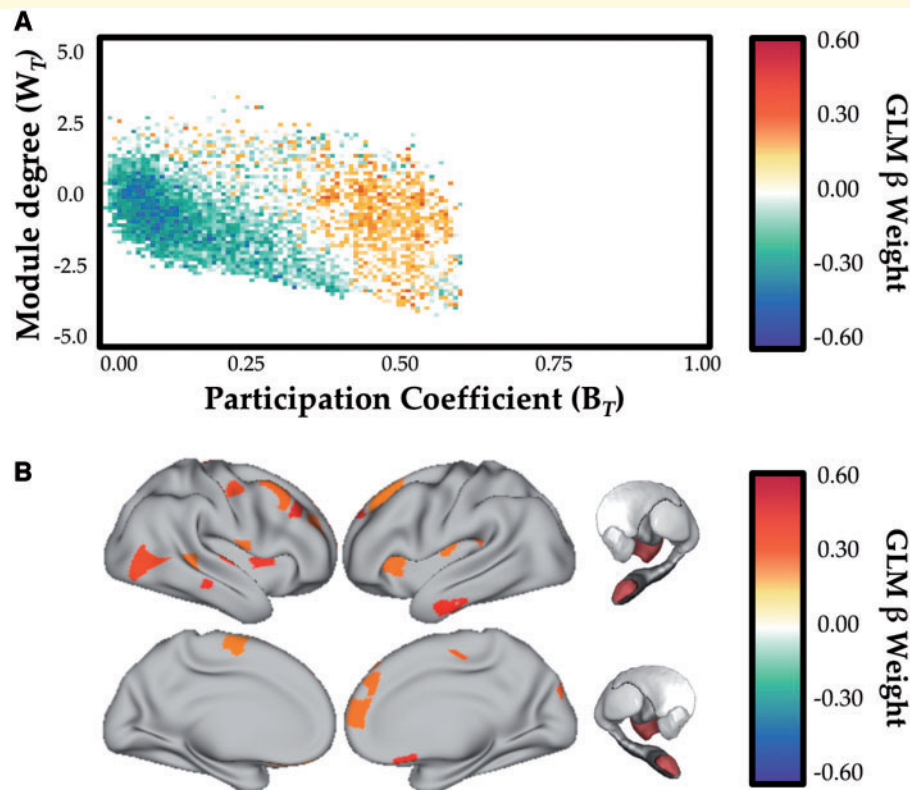 A
Module degree (W_T)
5.0
2.5
0.0
-2.5
-5.0
0.00 0.25 0.50 0.75 1.00
Participation Coefficient (B_T)
0.60
0.30
0.00
-0.30
-0.60
GLM β Weight
B
0.60
0.30
0.00
-0.30
-0.60
GLM β Weight